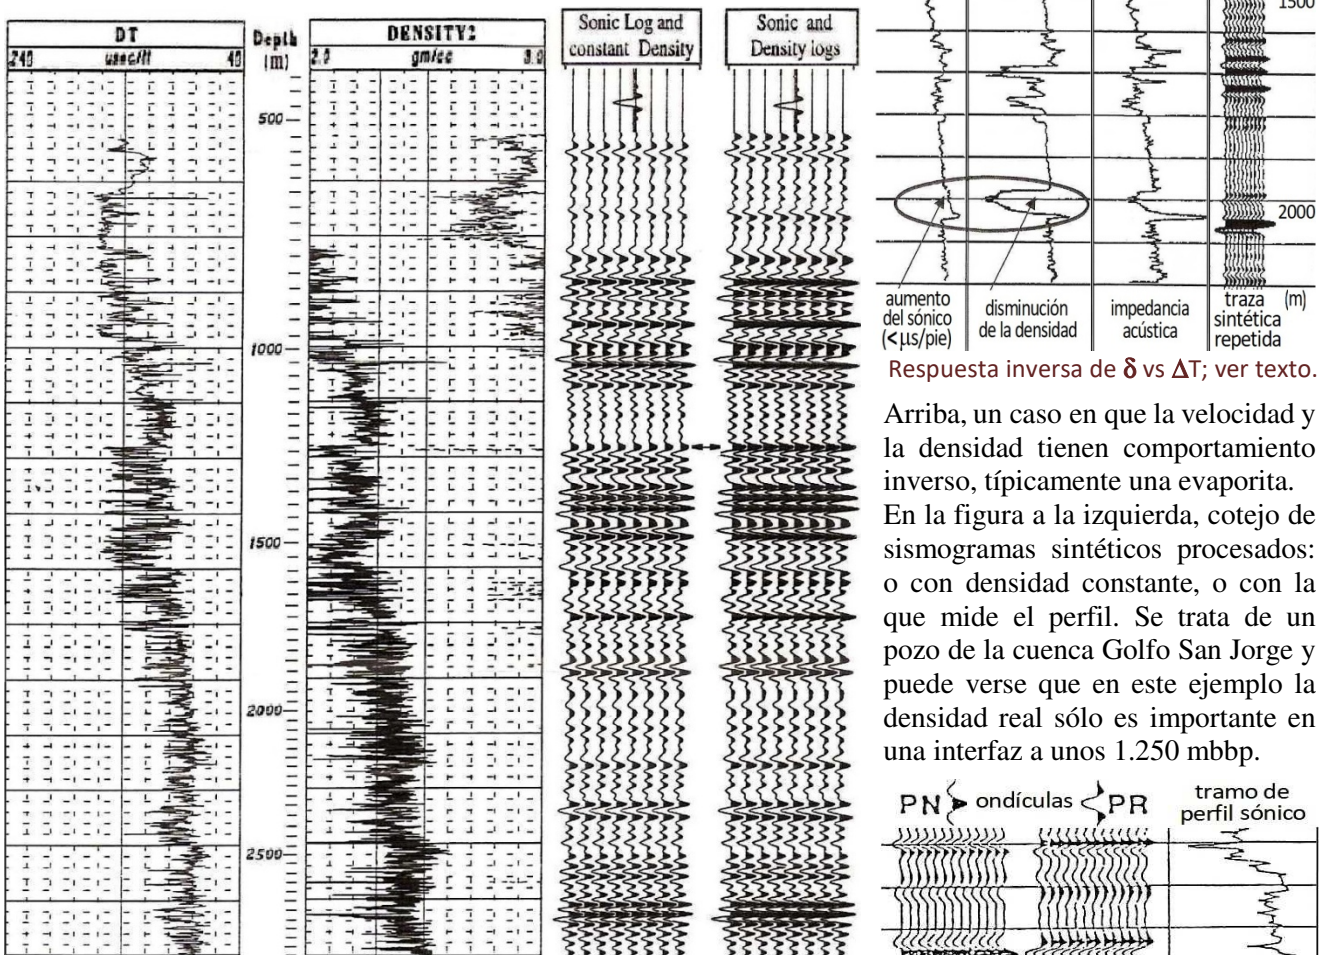 DT
240 usec/ft 40
Depth
(m)
DENSITY2
2.0 gm/cc 3.0
Sonic Log and
constant Density
Sonic and
Density logs
500
1000
1500
2000
2500
1500
2000
(m)
aumento
del sónico
(<µs/pie)
disminución
de la densidad
impedancia
acústica
traza
sintética
repetida
Respuesta inversa de δ vs ΔT; ver texto.
Arriba, un caso en que la velocidad y
la densidad tienen comportamiento
inverso, típicamente una evaporita.
En la figura a la izquierda, cotejo de
sismogramas sintéticos procesados:
o con densidad constante, o con la
que mide el perfil. Se trata de un
pozo de la cuenca Golfo San Jorge y
puede verse que en este ejemplo la
densidad real sólo es importante en
una interfaz a unos 1.250 mbbp.
PN ondículas PR
tramo de
perfil sónico